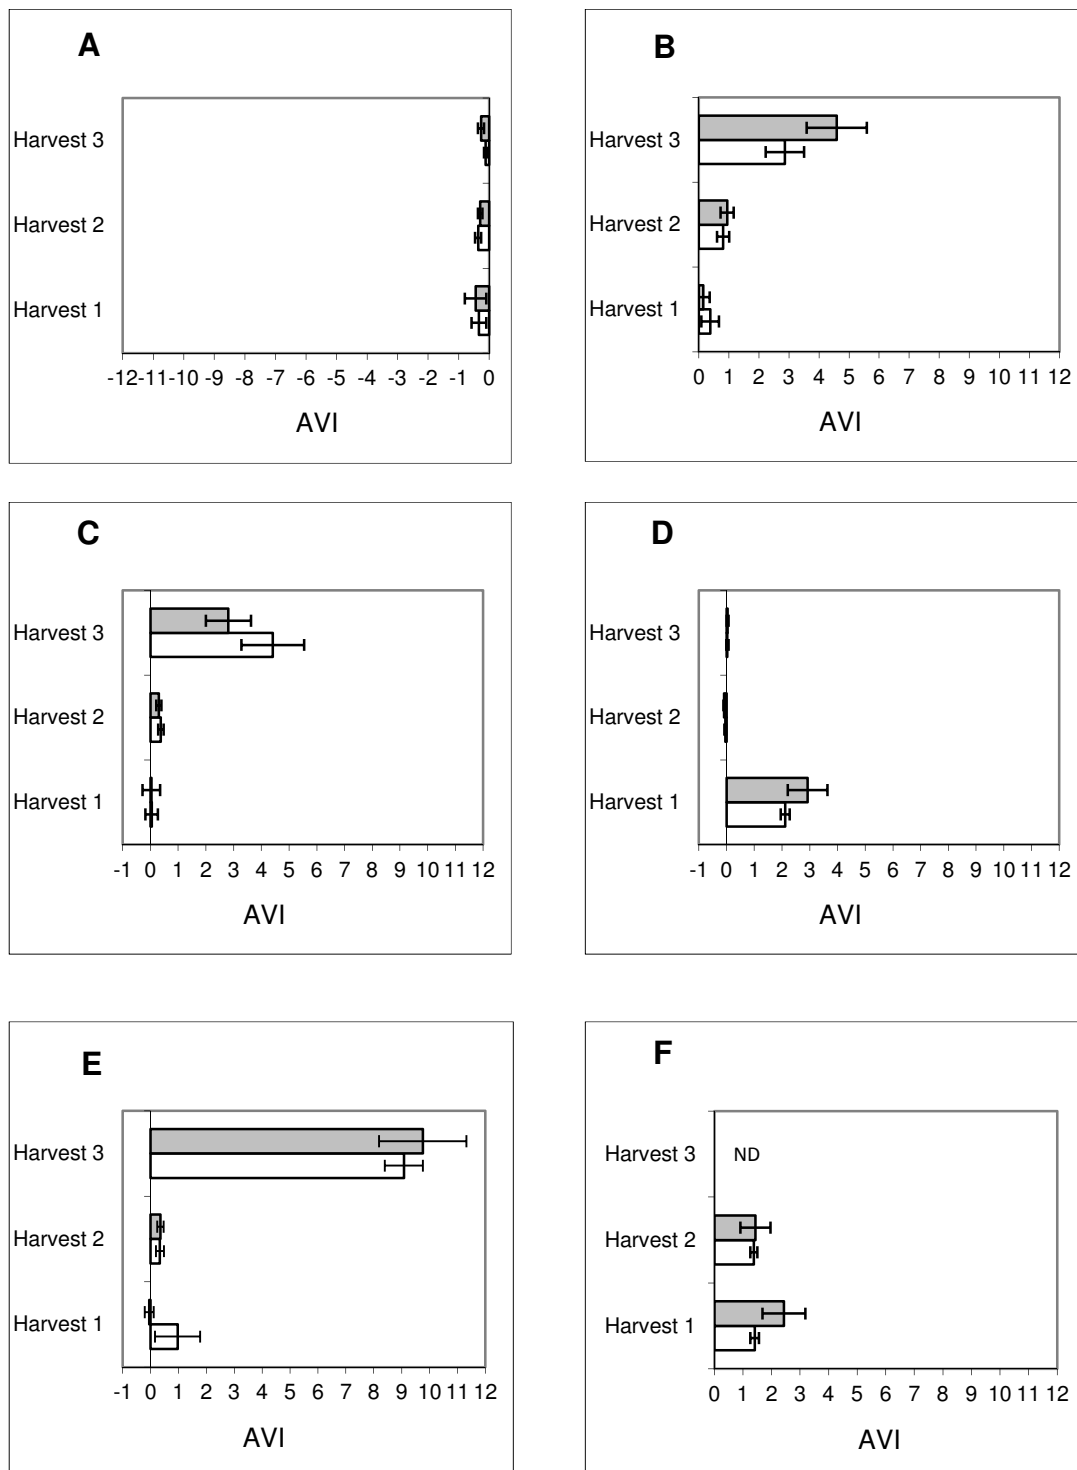 A
Harvest 3
Harvest 2
Harvest 1
-12 -11 -10 -9 -8 -7 -6 -5 -4 -3 -2 -1 0
AVI
B
Harvest 3
Harvest 2
Harvest 1
0 1 2 3 4 5 6 7 8 9 10 11 12
AVI
C
Harvest 3
Harvest 2
Harvest 1
-1 0 1 2 3 4 5 6 7 8 9 10 11 12
AVI
D
Harvest 3
Harvest 2
Harvest 1
-1 0 1 2 3 4 5 6 7 8 9 10 11 12
AVI
E
Harvest 3
Harvest 2
Harvest 1
-1 0 1 2 3 4 5 6 7 8 9 10 11 12
AVI
F
Harvest 3 ND
Harvest 2
Harvest 1
0 1 2 3 4 5 6 7 8 9 10 11 12
AVI